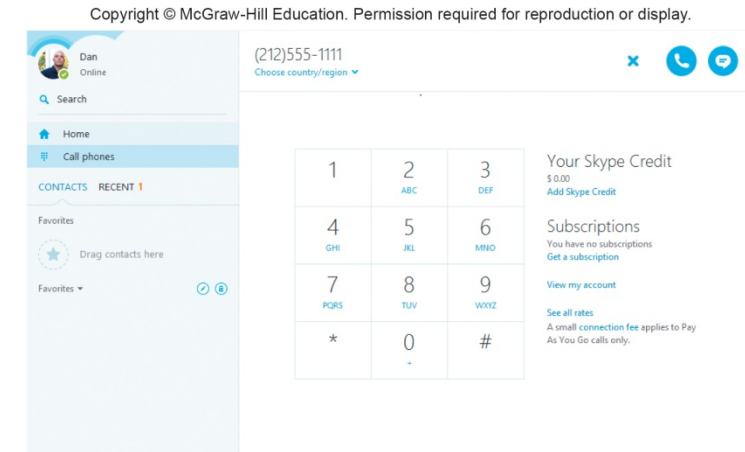 Copyright © McGraw-Hill Education. Permission required for reproduction or display.
Dan
Online
Search
Home
Call phones
CONTACTS RECENT 1
Favorites
Drag contacts here
Favorites
(212)555-1111
Choose country/region
1
2
ABC
3
DEF
4
GHI
5
JKL
6
MNO
7
PQRS
8
TUV
9
WXYZ
*
0
+
#
Your Skype Credit
$ 0.00
Add Skype Credit
Subscriptions
You have no subscriptions
Get a subscription
View my account
See all rates
A small connection fee applies to Pay
As You Go calls only.